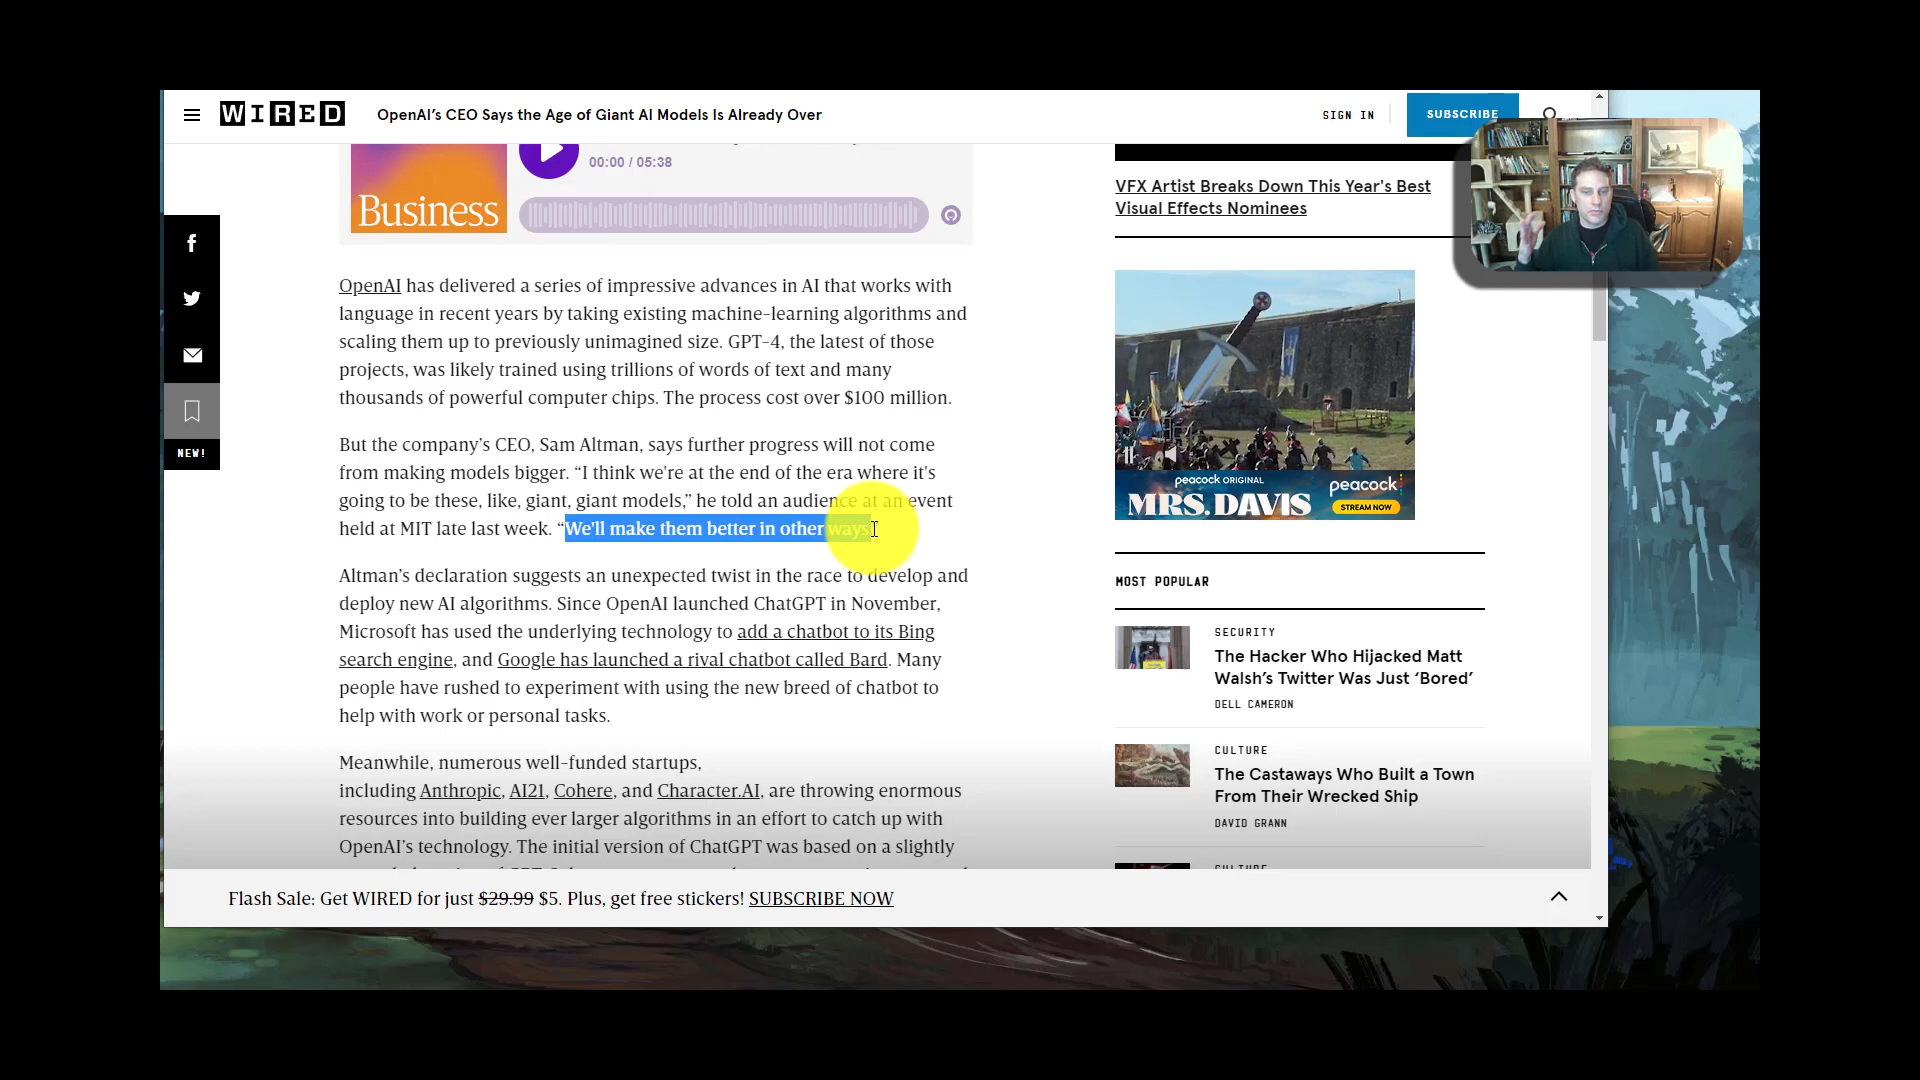 WIRED
OpenAI's CEO Says the Age of Giant AI Models Is Already Over
SIGN IN
SUBSCRIBE
Business
00:00 / 05:38
OpenAI has delivered a series of impressive advances in AI that works with
language in recent years by taking existing machine-learning algorithms and
scaling them up to previously unimagined size. GPT-4, the latest of those
projects, was likely trained using trillions of words of text and many
thousands of powerful computer chips. The process cost over $100 million.
But the company's CEO, Sam Altman, says further progress will not come
from making models bigger. “I think we're at the end of the era where it's
going to be these, like, giant, giant models,” he told an audience at an event
held at MIT late last week. “We'll make them better in other ways.
Altman's declaration suggests an unexpected twist in the race to develop and
deploy new AI algorithms. Since OpenAI launched ChatGPT in November,
Microsoft has used the underlying technology to add a chatbot to its Bing
search engine, and Google has launched a rival chatbot called Bard. Many
people have rushed to experiment with using the new breed of chatbot to
help with work or personal tasks.
Meanwhile, numerous well-funded startups,
including Anthropic, AI21, Cohere, and Character.AI, are throwing enormous
resources into building ever larger algorithms in an effort to catch up with
OpenAI's technology. The initial version of ChatGPT was based on a slightly
NEW!
VFX Artist Breaks Down This Year's Best
Visual Effects Nominees
peacock ORIGINAL
MRS. DAVIS
peacock
STREAM NOW
MOST POPULAR
SECURITY
The Hacker Who Hijacked Matt
Walsh's Twitter Was Just ‘Bored’
DELL CAMERON
CULTURE
The Castaways Who Built a Town
From Their Wrecked Ship
DAVID GRANN
CULTURE
Flash Sale: Get WIRED for just $29.99 $5. Plus, get free stickers! SUBSCRIBE NOW